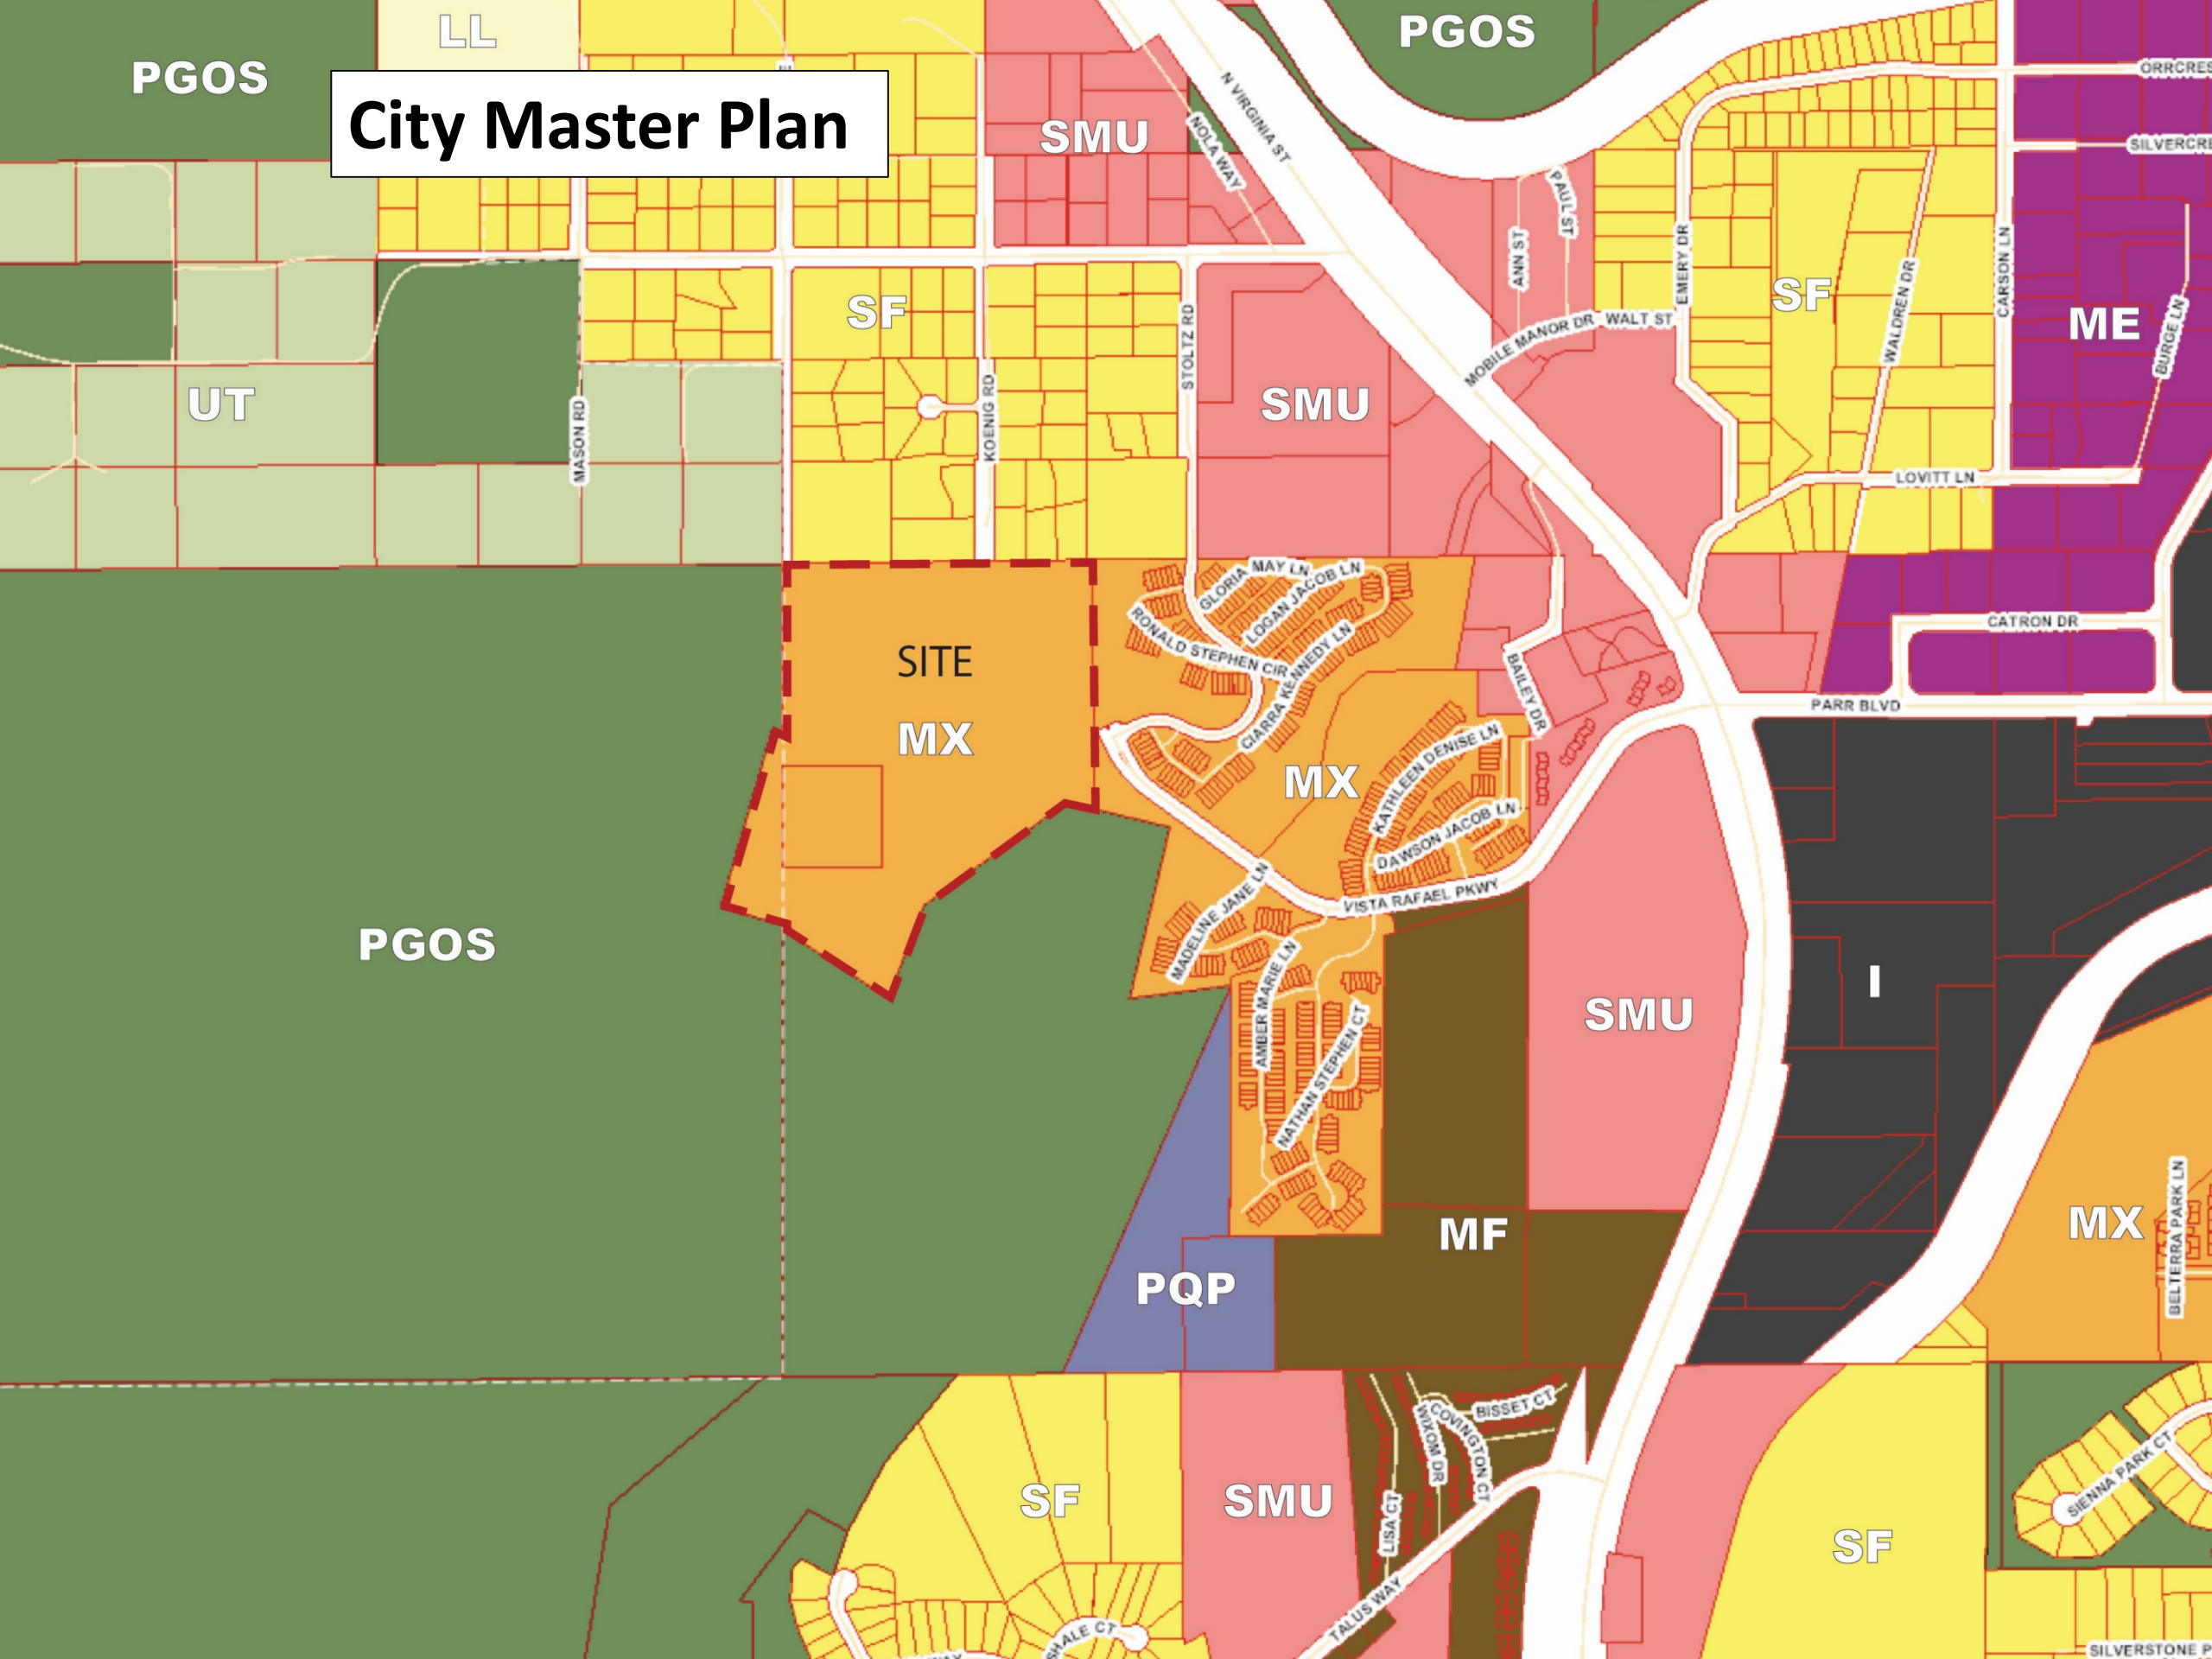 PGOS
LL
PGOS
City Master Plan
SMU
NOLA WAY
N VIRGINIA ST
ORRCRES
SILVERCRE
PAUL ST
ANN ST
EMERY DR
SF
WALDREN DR
CARSON LN
ME
BURGE LN
SF
STOLTZ RD
MOBILE MANOR DR
WALT ST
UT
MASON RD
KOENIG RD
SMU
LOVITT LN
GLORIA MAY LN
LOGAN JACOB LN
RONALD STEPHEN CIR
CIARRA KENNEDY LN
BAILEY DR
CATRON DR
PARR BLVD
SITE
MX
MX
KATHLEEN DENISE LN
DAWSON JACOB LN
VISTA RAFAEL PKWY
MADELINE JANE LN
AMBER MARIE LN
NATHAN STEPHEN CT
PGOS
SMU
I
MX
BELTERRA PARK LN
MF
PQP
BISSET CT
COVINGTON CT
WIXOM DR
LISA CT
SF
SMU
SF
SIENNA PARK CT
TALUS WAY
SHALE CT
WAY
SILVERSTONE P